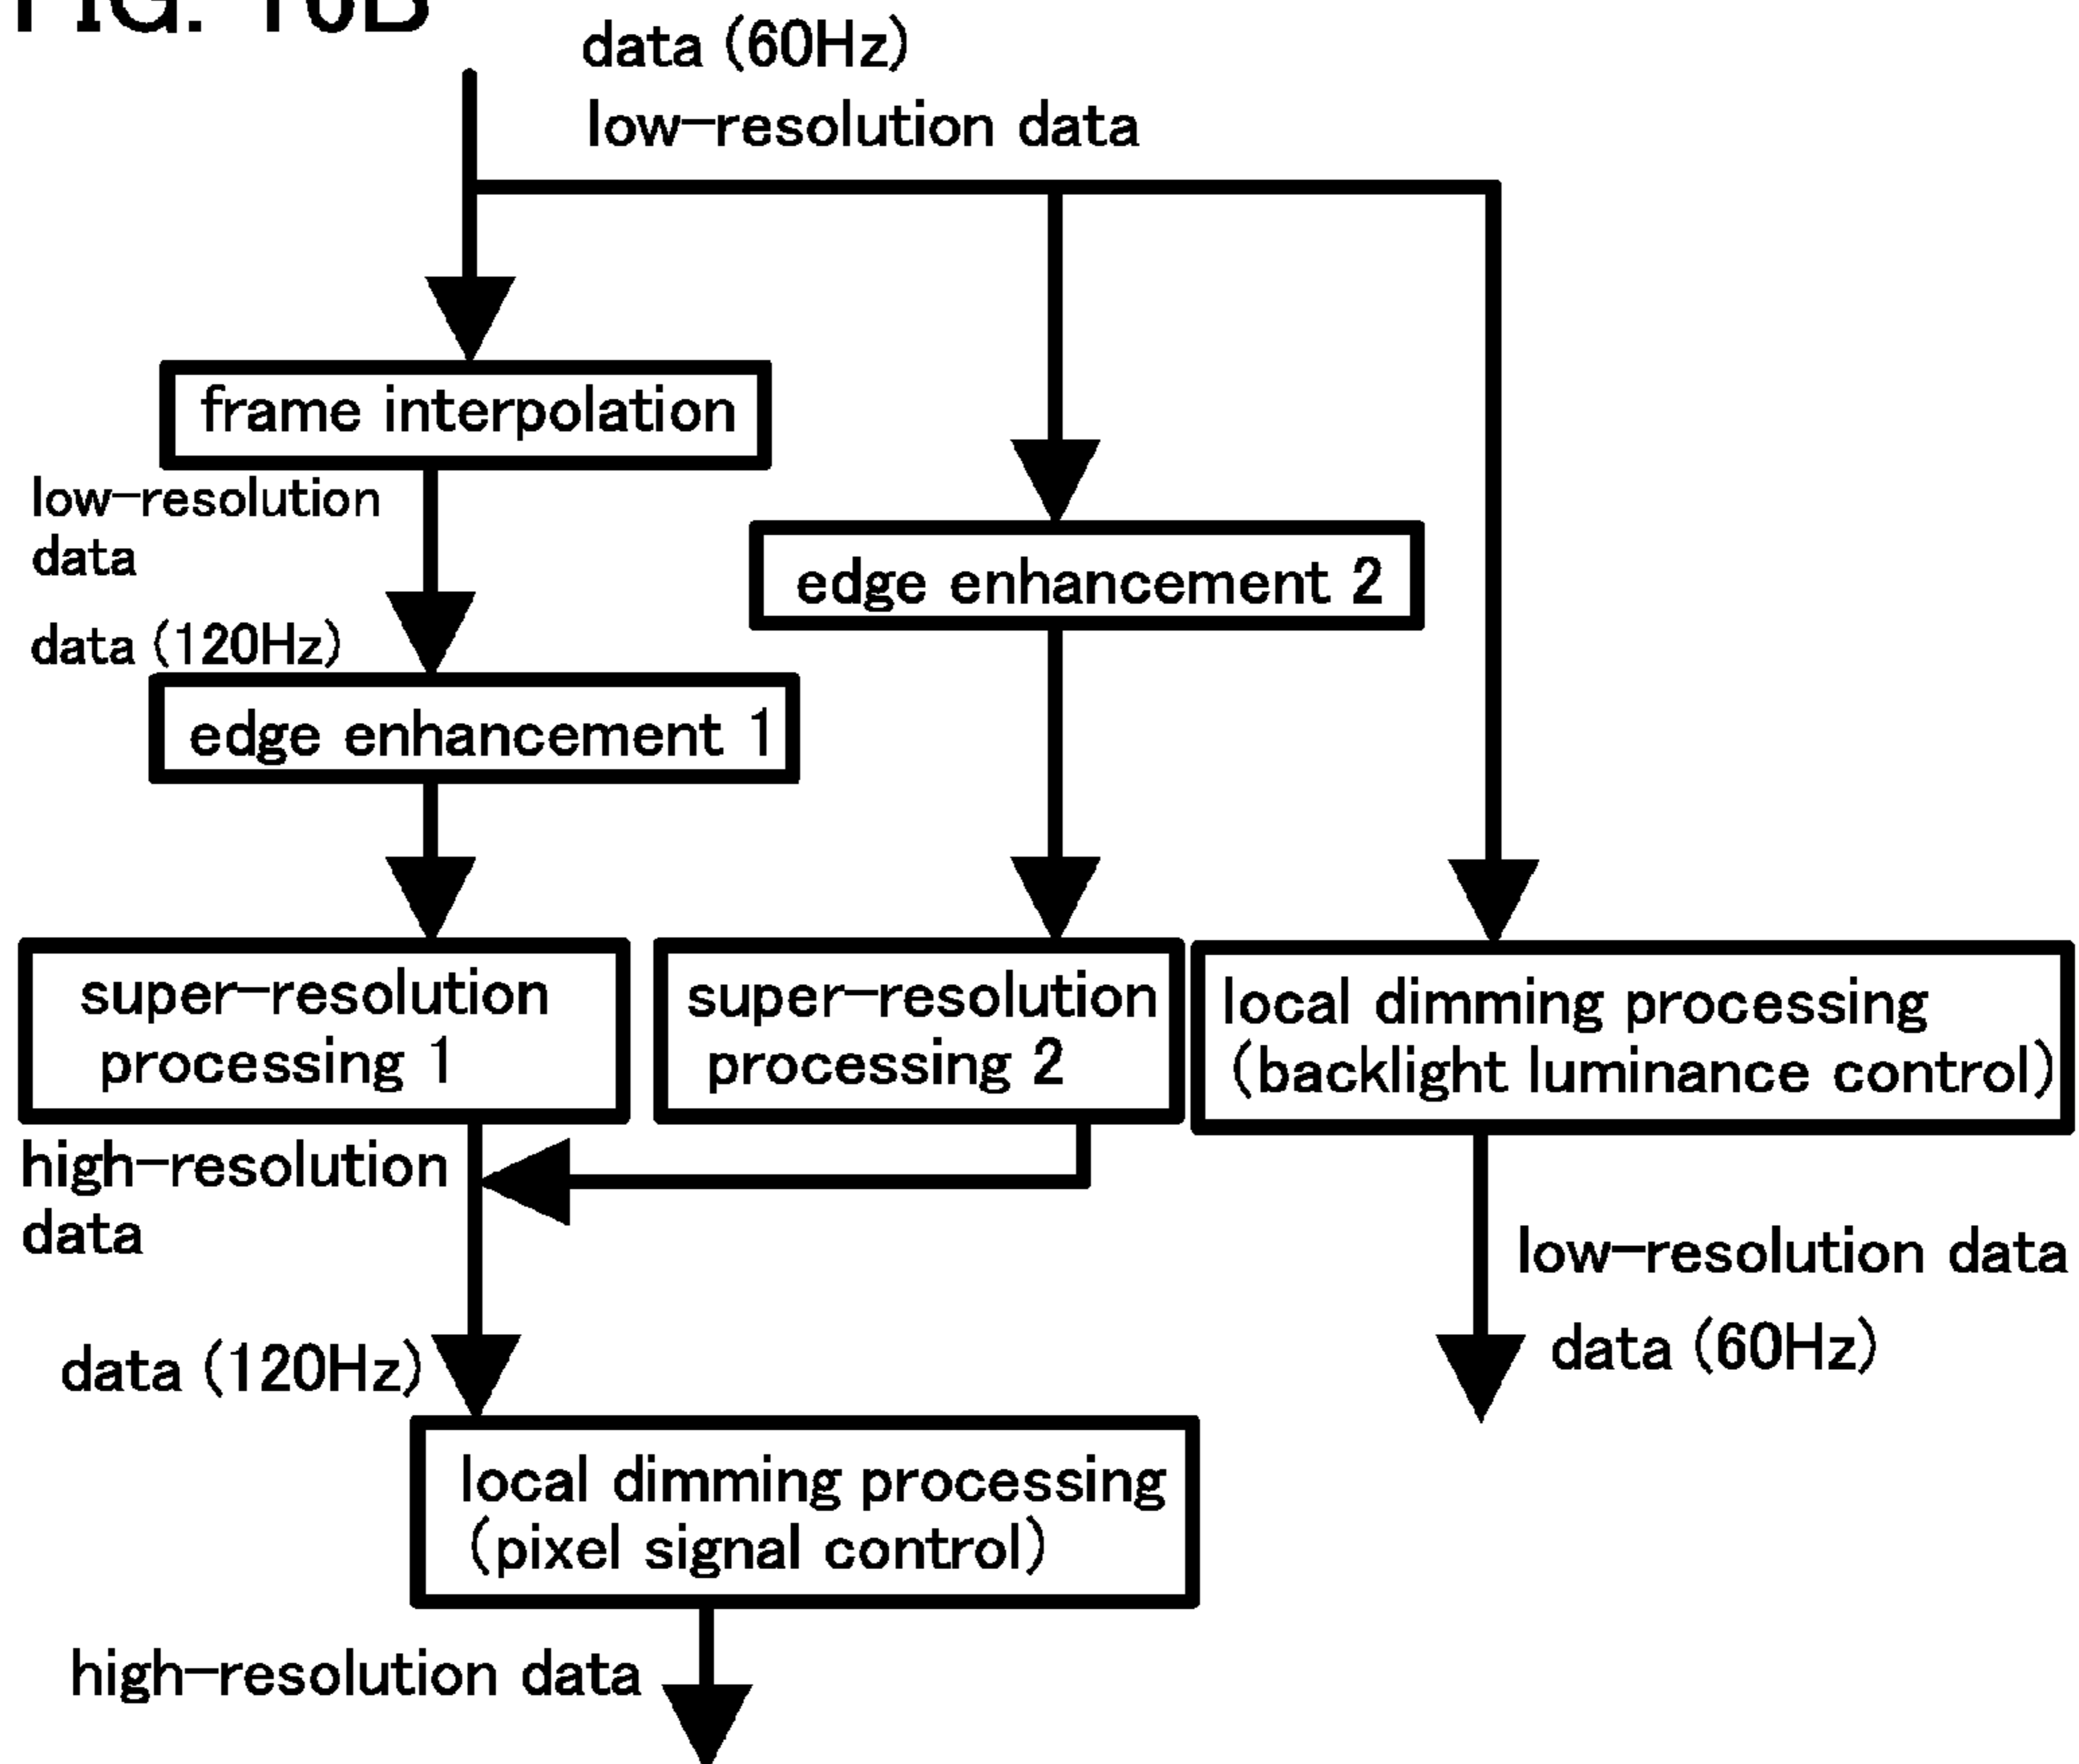 FIG.
data (60Hz)
low-resolution data
frame interpolation
low-resolution
data
data (120Hz)
edge enhancement 2
edge enhancement 1
super-resolution
processing 1
super-resolution
processing 2
local dimming processing
(backlight luminance control)
high-resolution
data
low-resolution data
data (60Hz)
data (120Hz)
local dimming processing
(pixel signal control)
high-resolution data